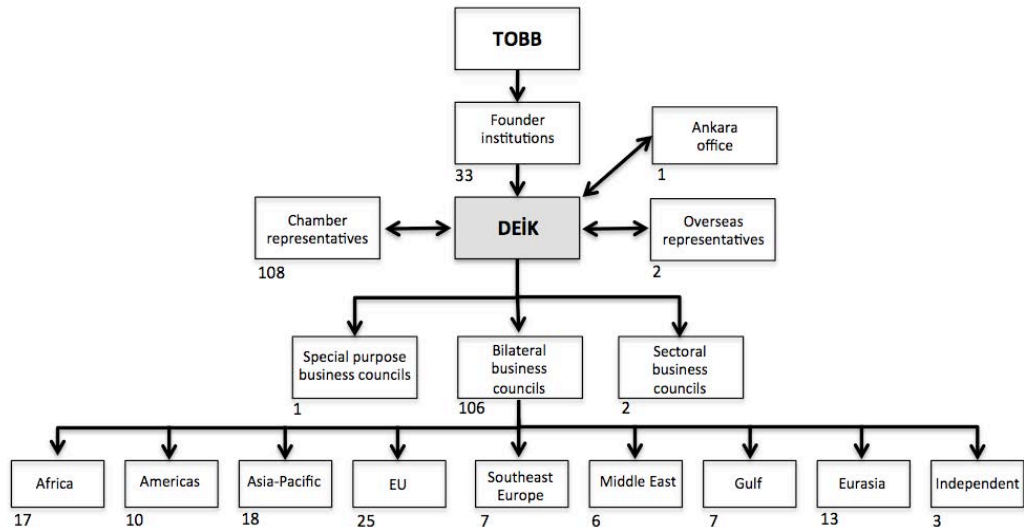 TOBB
Founder
institutions
33
Ankara
office
1
Chamber
representatives
108
DEİK
Overseas
representatives
2
Special purpose
business councils
1
Bilateral
business
councils
106
Sectoral
business
councils
2
Africa
17
Americas
10
Asia-Pacific
18
EU
25
Southeast
Europe
7
Middle East
6
Gulf
7
Eurasia
13
Independent
3